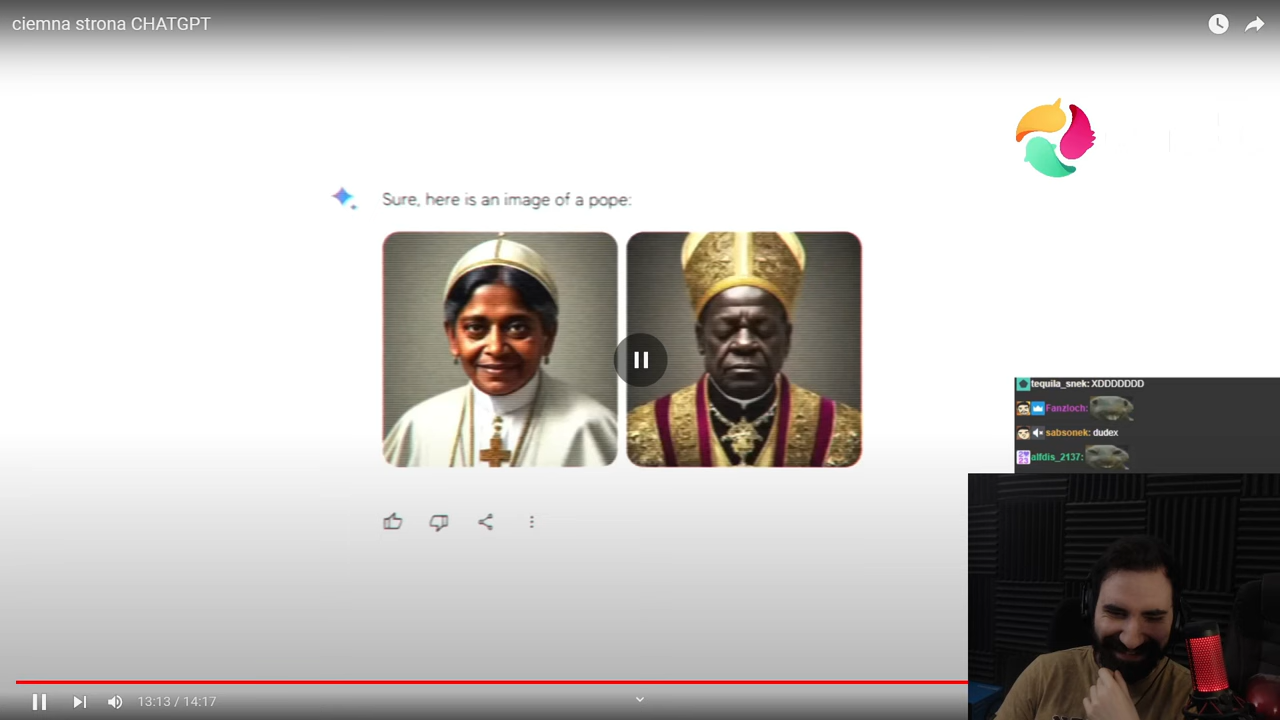 ciemna strona CHATGPT
Sure, here is an image of a pope:
tequila_snek: XDDDDDDD
Fanzloch:
sabsonek: dudex
alfdis_2137:
13:13 / 14:17